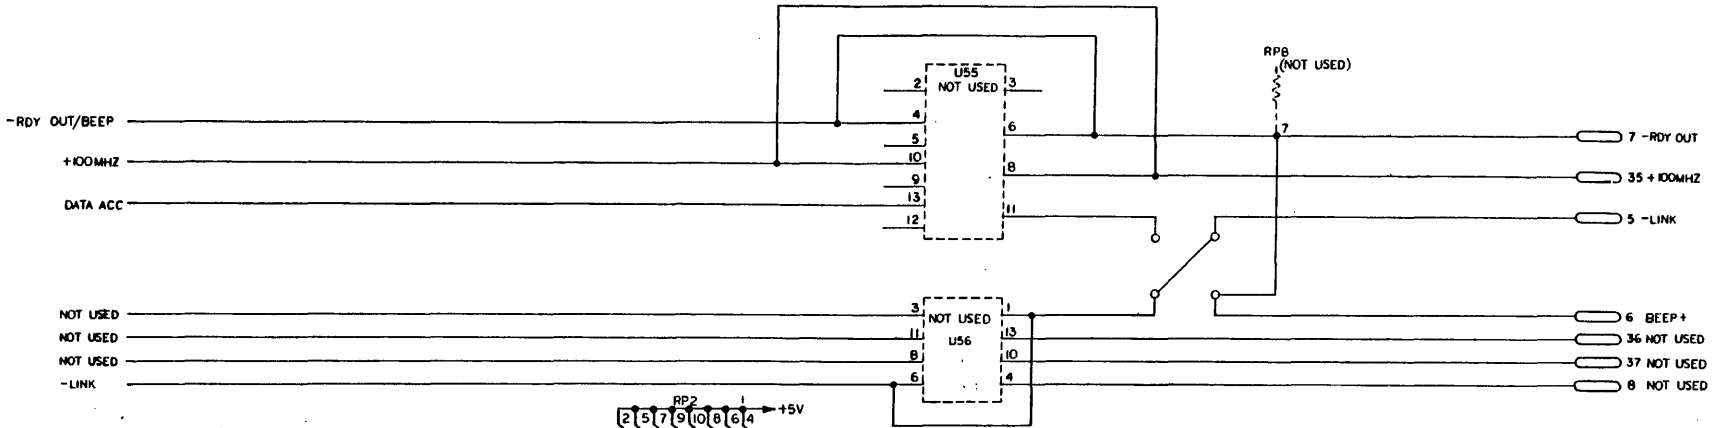 RP8
(NOT USED)
U55
NOT USED
2
3
-RDY OUT/BEEP
4
6
7
7 -RDY OUT
5
+100MHZ
10
8
35 +100MHZ
9
DATA ACC
13
11
5 -LINK
12
NOT USED
3
NOT USED
1
6 BEEP+
NOT USED
11
U56
13
36 NOT USED
NOT USED
8
10
37 NOT USED
-LINK
6
4
8 NOT USED
RP2
1
+5V
2 5 7 9 10 8 6 4